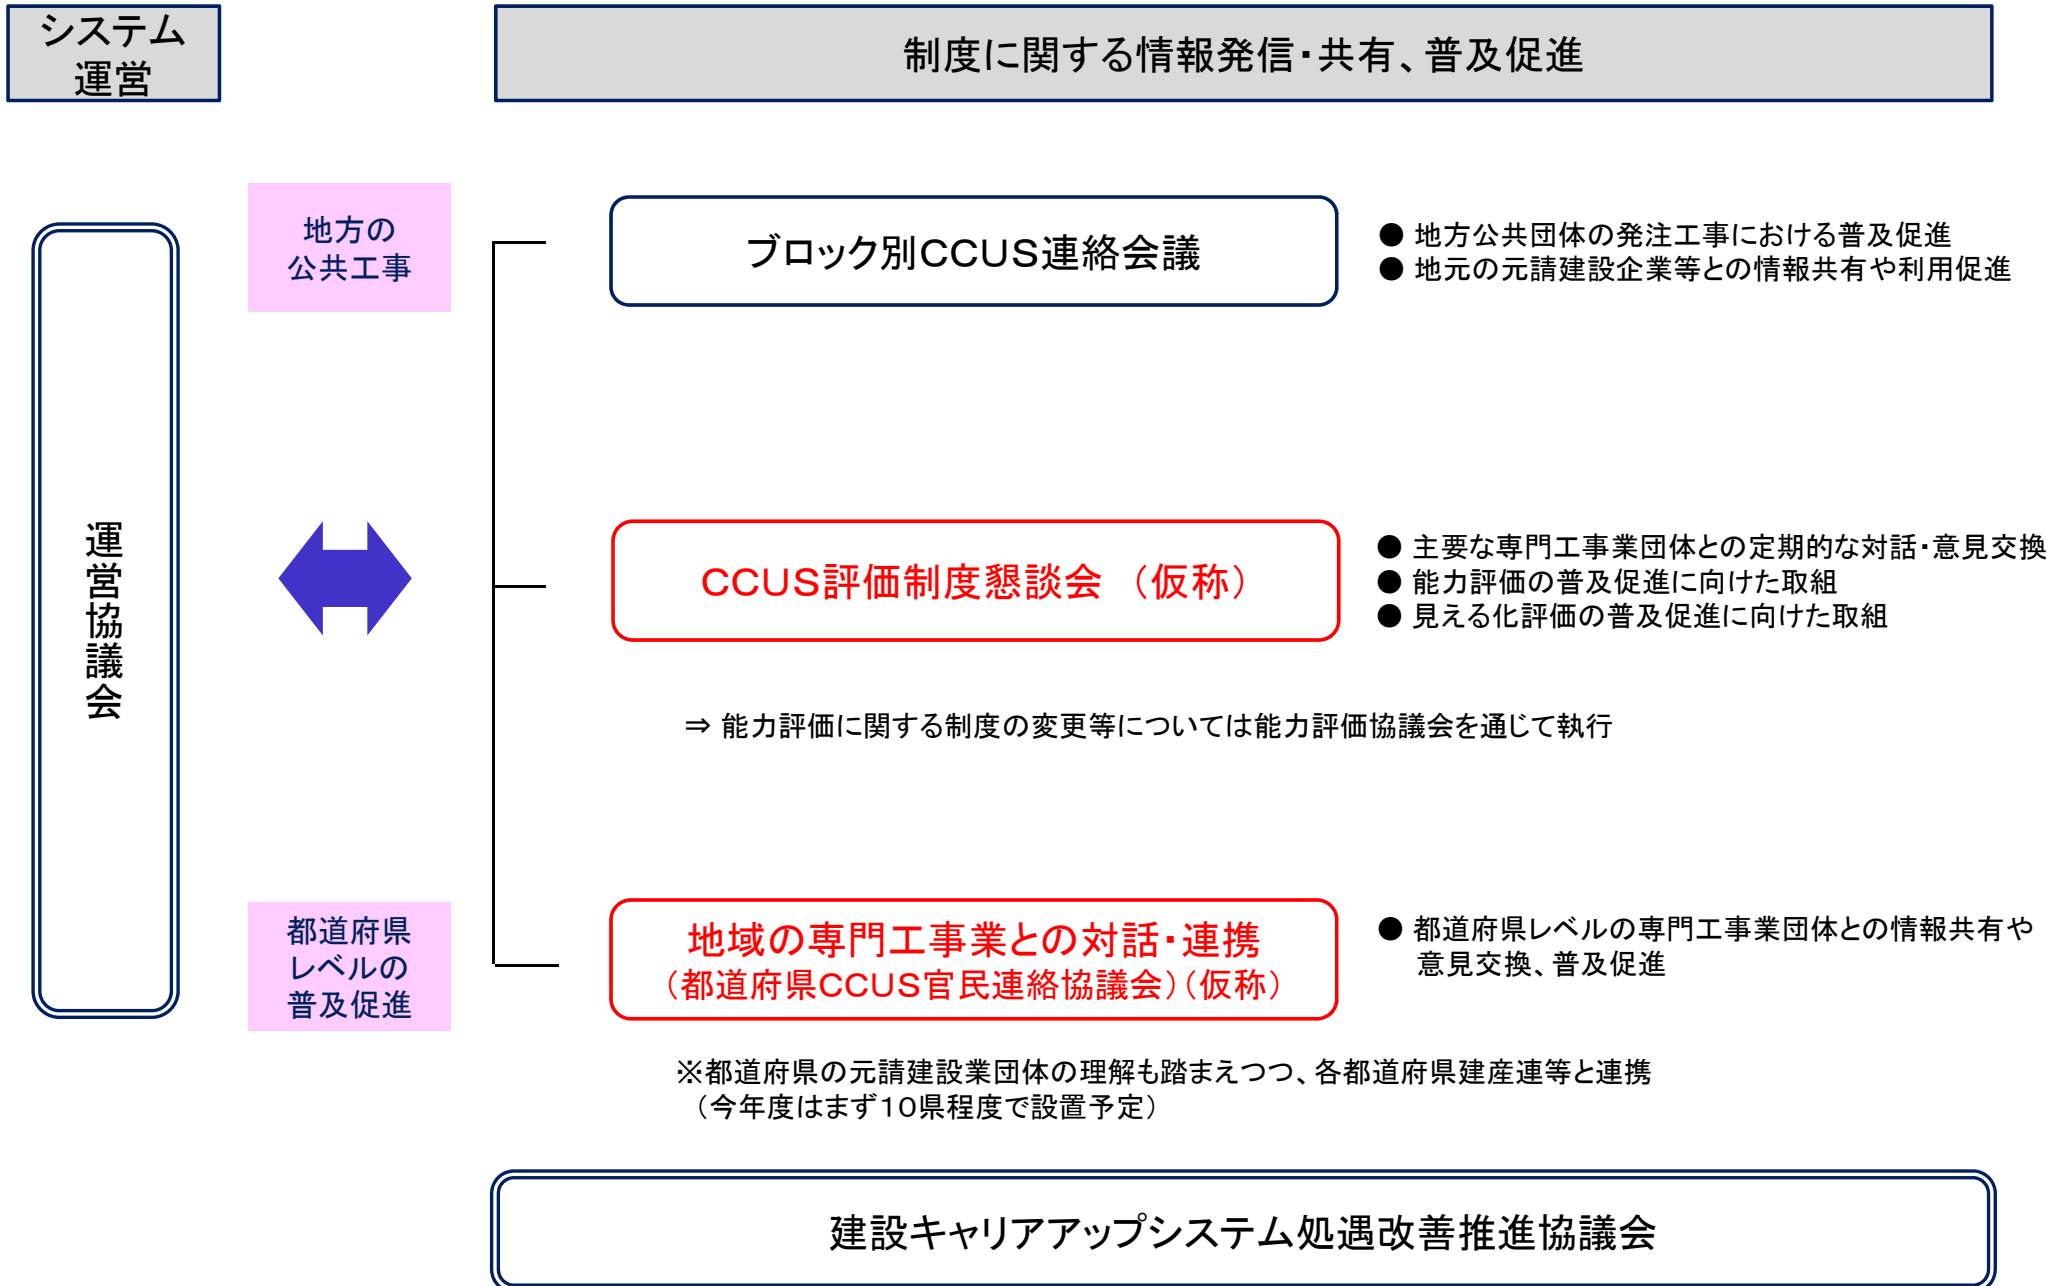 システム
運営
制度に関する情報発信・共有、普及促進
地方の
公共工事
ブロック別CCUS連絡会議
● 地方公共団体の発注工事における普及促進
● 地元の元請建設企業等との情報共有や利用促進
運営協議会
CCUS評価制度懇談会 （仮称）
● 主要な専門工事業団体との定期的な対話・意見交換
● 能力評価の普及促進に向けた取組
● 見える化評価の普及促進に向けた取組
⇒ 能力評価に関する制度の変更等については能力評価協議会を通じて執行
都道府県
レベルの
普及促進
地域の専門工事業との対話・連携
（都道府県CCUS官民連絡協議会）（仮称）
● 都道府県レベルの専門工事業団体との情報共有や
意見交換、普及促進
※都道府県の元請建設業団体の理解も踏まえつつ、各都道府県建産連等と連携
（今年度はまず１０県程度で設置予定）
建設キャリアアップシステム処遇改善推進協議会